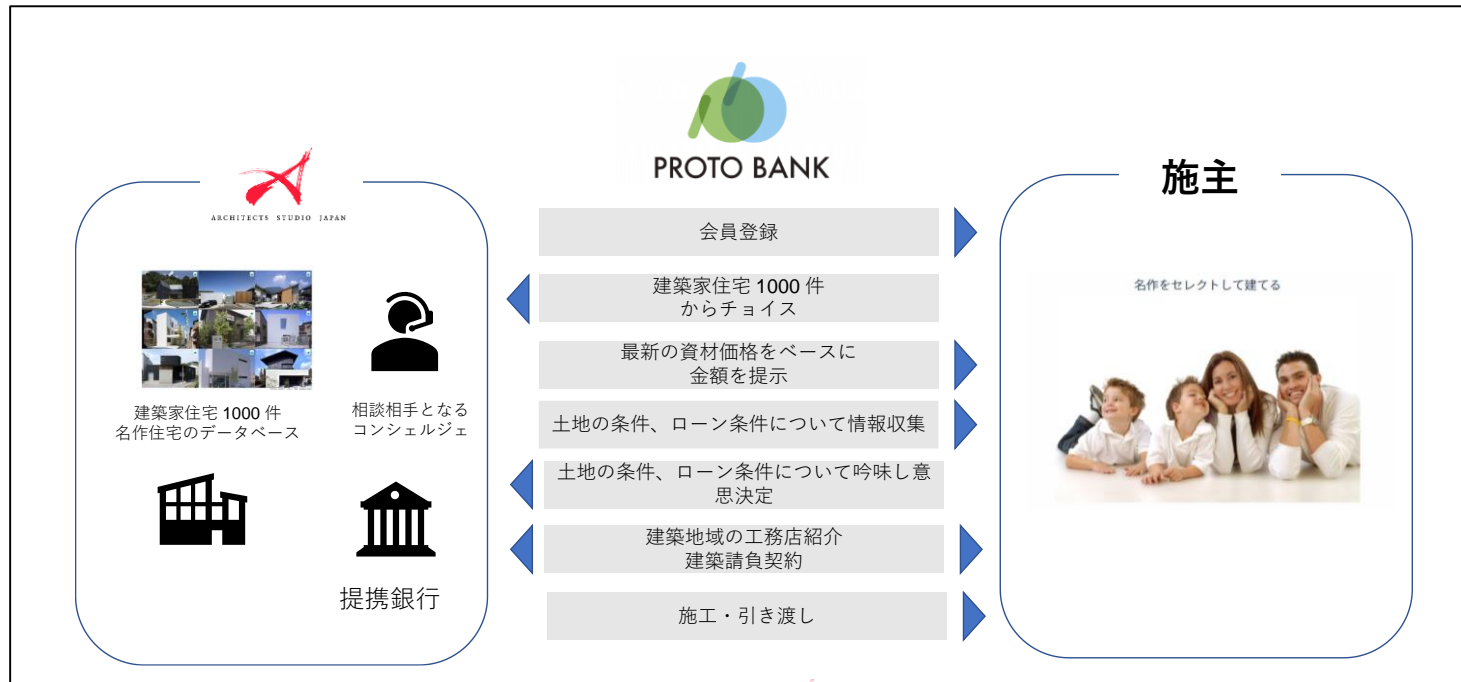 PROTO BANK
ARCHITECTS STUDIO JAPAN
建築家住宅 1000 件
名作住宅のデータベース
相談相手となる
コンシェルジェ
提携銀行
会員登録
建築家住宅 1000 件
からチョイス
最新の資材価格をベースに
金額を提示
土地の条件、ローン条件について情報収集
土地の条件、ローン条件について吟味し意
思決定
建築地域の工務店紹介
建築請負契約
施工・引き渡し
施主
名作をセレクトして建てる